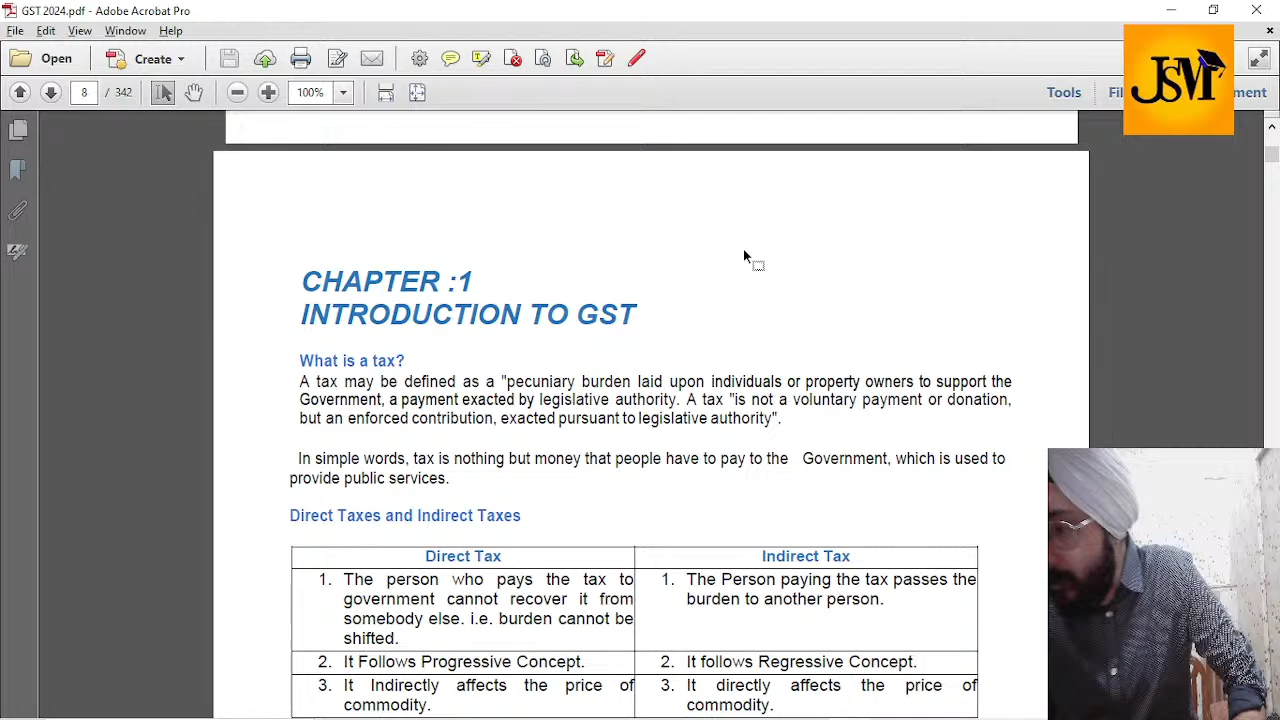 GST 2024.pdf - Adobe Acrobat Pro
File Edit View Window Help
Open Create
8 / 342 100% Tools Fil ment
JSM
CHAPTER :1
INTRODUCTION TO GST
What is a tax?
A tax may be defined as a "pecuniary burden laid upon individuals or property owners to support the
Government, a payment exacted by legislative authority. A tax "is not a voluntary payment or donation,
but an enforced contribution, exacted pursuant to legislative authority".
In simple words, tax is nothing but money that people have to pay to the Government, which is used to
provide public services.
Direct Taxes and Indirect Taxes
Direct Tax Indirect Tax
1. The person who pays the tax to
government cannot recover it from
somebody else. i.e. burden cannot be
shifted.
1. The Person paying the tax passes the
burden to another person.
2. It Follows Progressive Concept.
2. It follows Regressive Concept.
3. It Indirectly affects the price of
commodity.
3. It directly affects the price of
commodity.